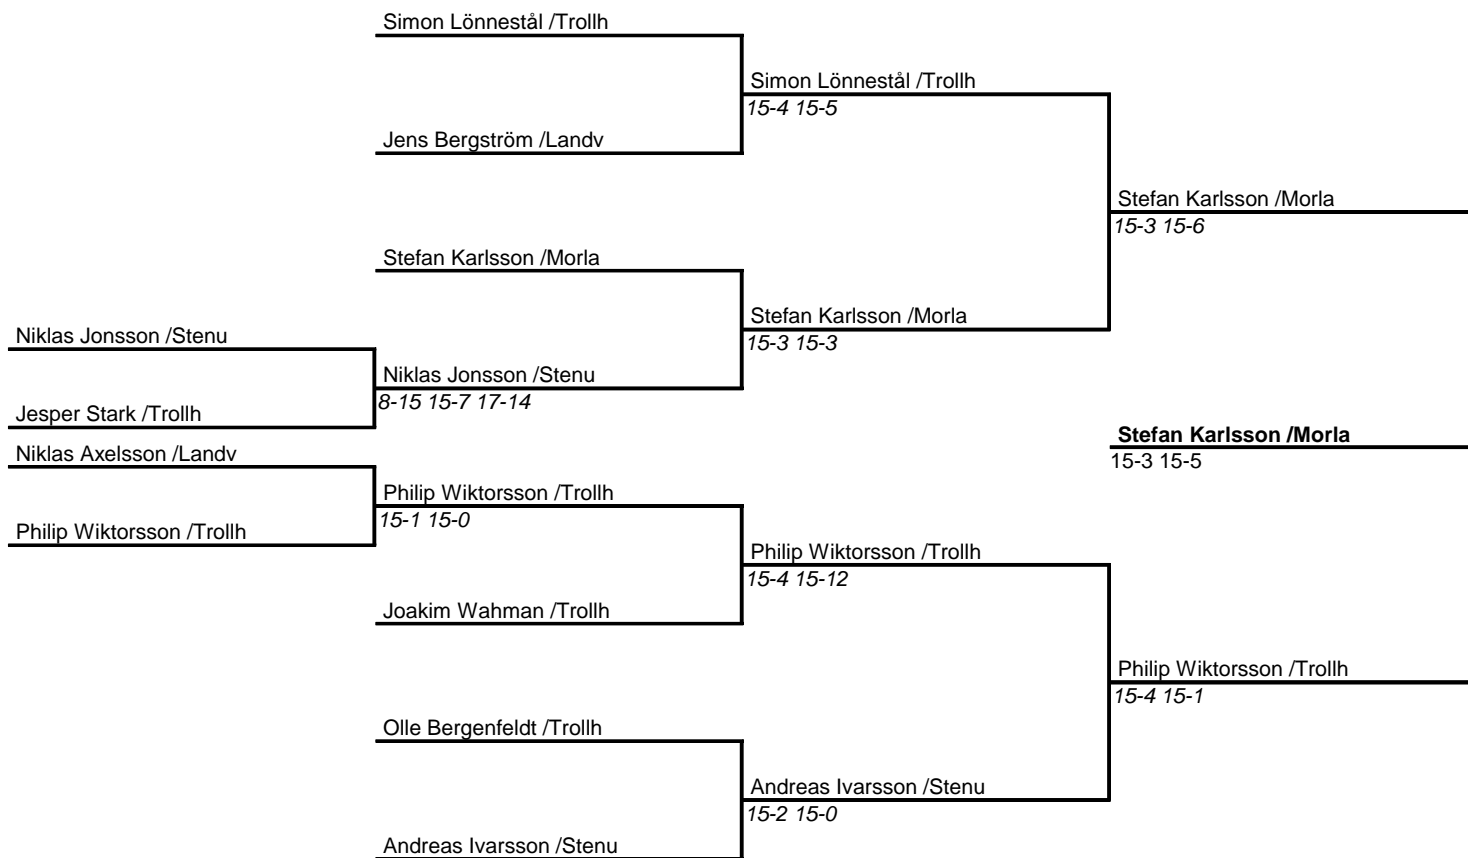 Simon Lönnestål /Trollh
Simon Lönnestål /Trollh
15-4 15-5
Jens Bergström /Landv
Stefan Karlsson /Morla
15-3 15-6
Stefan Karlsson /Morla
Stefan Karlsson /Morla
15-3 15-3
Niklas Jonsson /Stenu
Niklas Jonsson /Stenu
8-15 15-7 17-14
Jesper Stark /Trollh
Stefan Karlsson /Morla
15-3 15-5
Niklas Axelsson /Landv
Philip Wiktorsson /Trollh
15-1 15-0
Philip Wiktorsson /Trollh
Philip Wiktorsson /Trollh
15-4 15-12
Joakim Wahman /Trollh
Philip Wiktorsson /Trollh
15-4 15-1
Olle Bergenfeldt /Trollh
Andreas Ivarsson /Stenu
15-2 15-0
Andreas Ivarsson /Stenu